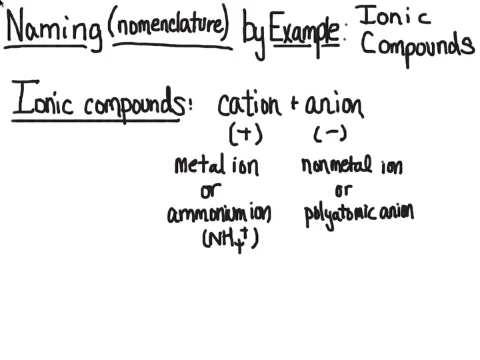 Naming (nomenclature) by Example: Ionic Compounds
Ionic compounds: cation + anion
(+) (-)
metal ion nonmetal ion
or or
ammonium ion polyatomic anion
(NH₄⁺)